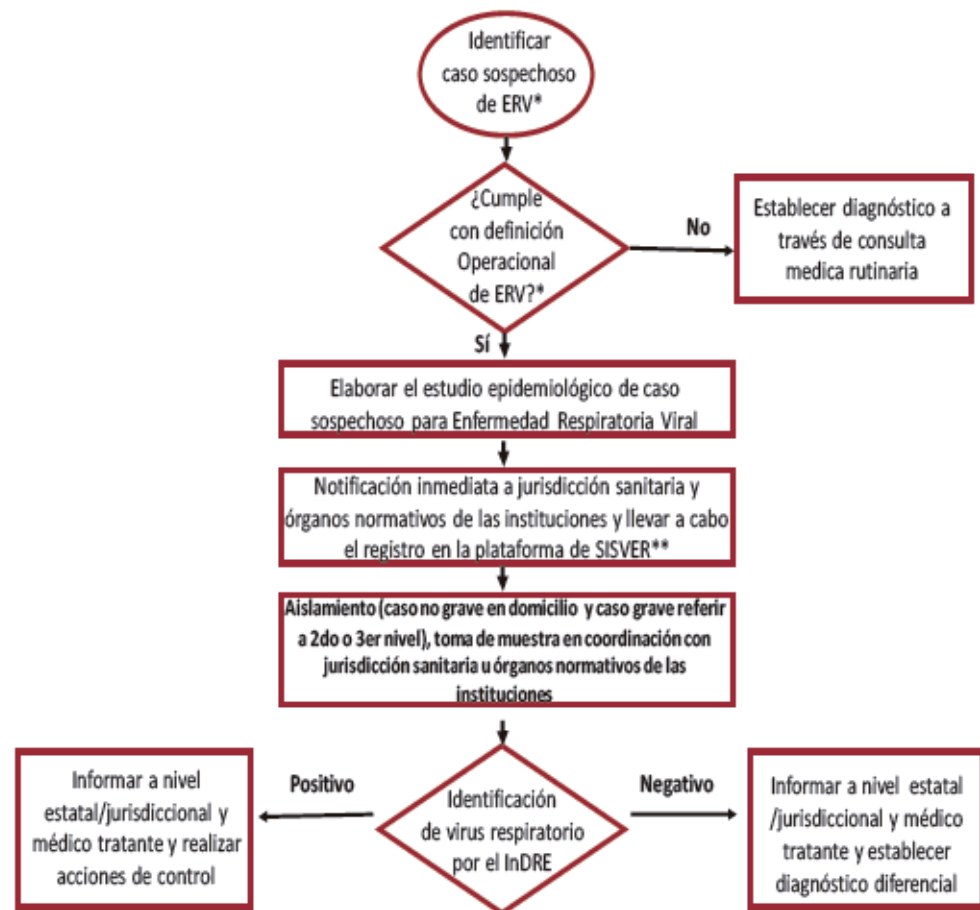 Identificar
caso sospechoso
de ERV*
¿Cumple
con definición
Operacional
de ERV?*
No
Establecer diagnóstico a
través de consulta
medica rutinaria
Sí
Elaborar el estudio epidemiológico de caso
sospechoso para Enfermedad Respiratoria Viral
Notificación inmediata a jurisdicción sanitaria y
órganos normativos de las instituciones y llevar a cabo
el registro en la plataforma de SISVER**
Aislamiento (caso no grave en domicilio y caso grave referir
a 2do o 3er nivel), toma de muestra en coordinación con
jurisdicción sanitaria u órganos normativos de las
instituciones
Identificación
de virus respiratorio
por el InDRE
Positivo
Informar a nivel
estatal/jurisdiccional y
médico tratante y realizar
acciones de control
Negativo
Informar a nivel estatal
/jurisdiccional y médico
tratante y establecer
diagnóstico diferencial